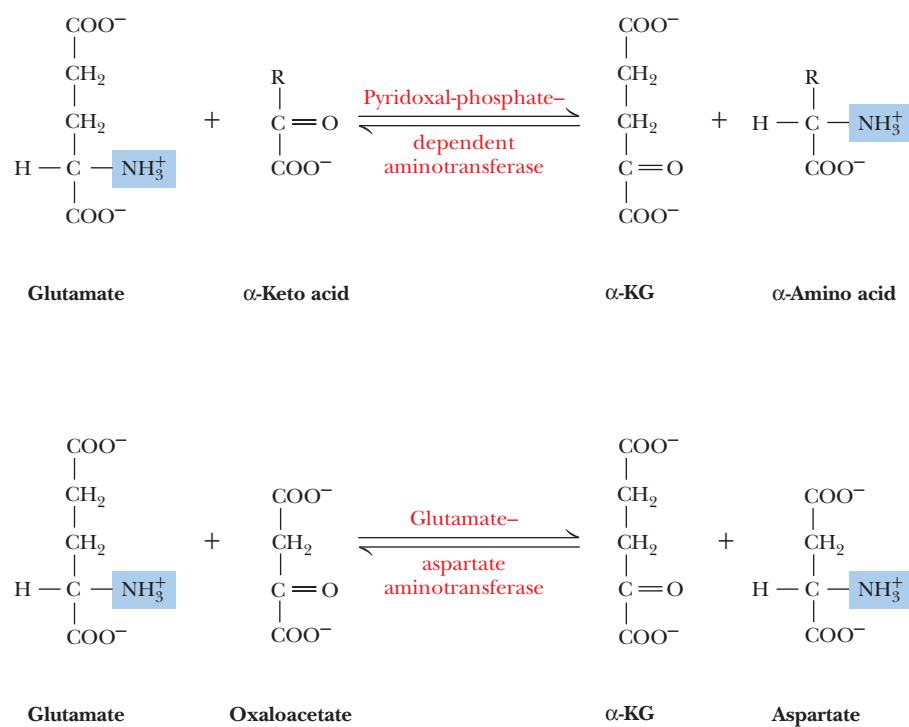 COO⁻ COO⁻
CH₂ R CH₂ R
CH₂ + C=O Pyridoxal-phosphate– CH₂ + H—C—NH₃⁺
dependent
H—C—NH₃⁺ COO⁻ aminotransferase C=O COO⁻
COO⁻ COO⁻
Glutamate α-Keto acid α-KG α-Amino acid
COO⁻ COO⁻
CH₂ COO⁻ CH₂ COO⁻
Glutamate–
CH₂ + CH₂ CH₂ + CH₂
aspartate
H—C—NH₃⁺ C=O aminotransferase C=O H—C—NH₃⁺
COO⁻ COO⁻ COO⁻ COO⁻
Glutamate Oxaloacetate α-KG Aspartate